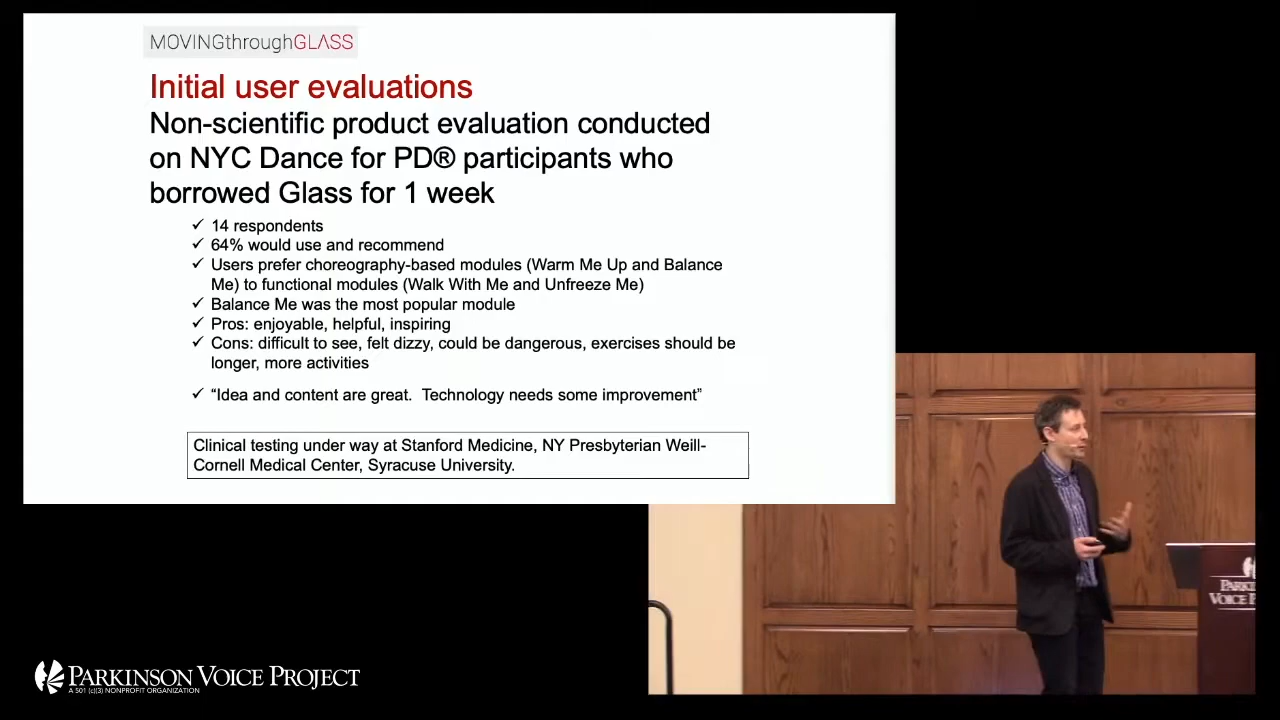 MOVINGthroughGLASS
Initial user evaluations
Non-scientific product evaluation conducted
on NYC Dance for PD® participants who
borrowed Glass for 1 week
✓ 14 respondents
✓ 64% would use and recommend
✓ Users prefer choreography-based modules (Warm Me Up and Balance
Me) to functional modules (Walk With Me and Unfreeze Me)
✓ Balance Me was the most popular module
✓ Pros: enjoyable, helpful, inspiring
✓ Cons: difficult to see, felt dizzy, could be dangerous, exercises should be
longer, more activities
✓ “Idea and content are great. Technology needs some improvement”
Clinical testing under way at Stanford Medicine, NY Presbyterian Weill-
Cornell Medical Center, Syracuse University.
PARKINSON VOICE PROJECT
A 501 (c)(3) NONPROFIT ORGANIZATION
VOICE